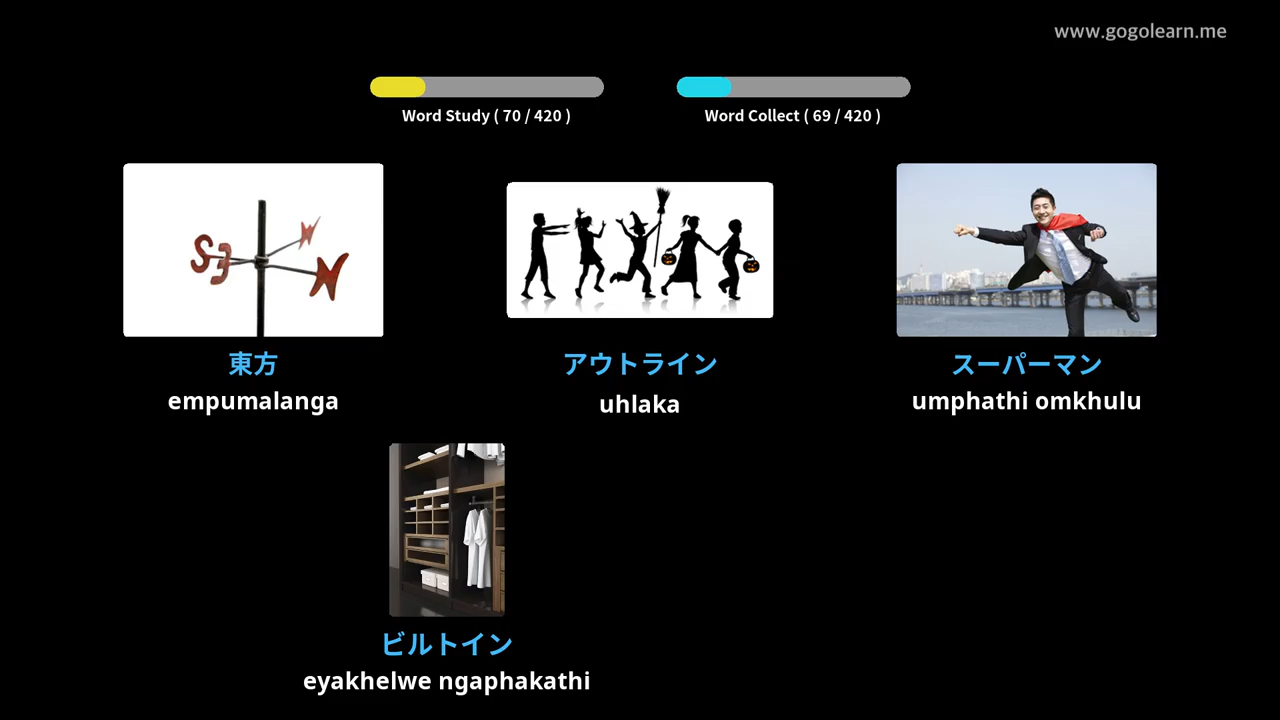 www.gogolearn.me
Word Study ( 70 / 420 )
Word Collect ( 69 / 420 )
S E N W
東方
empumalanga
アウトライン
uhlaka
スーパーマン
umphathi omkhulu
ビルトイン
eyakhelwe ngaphakathi